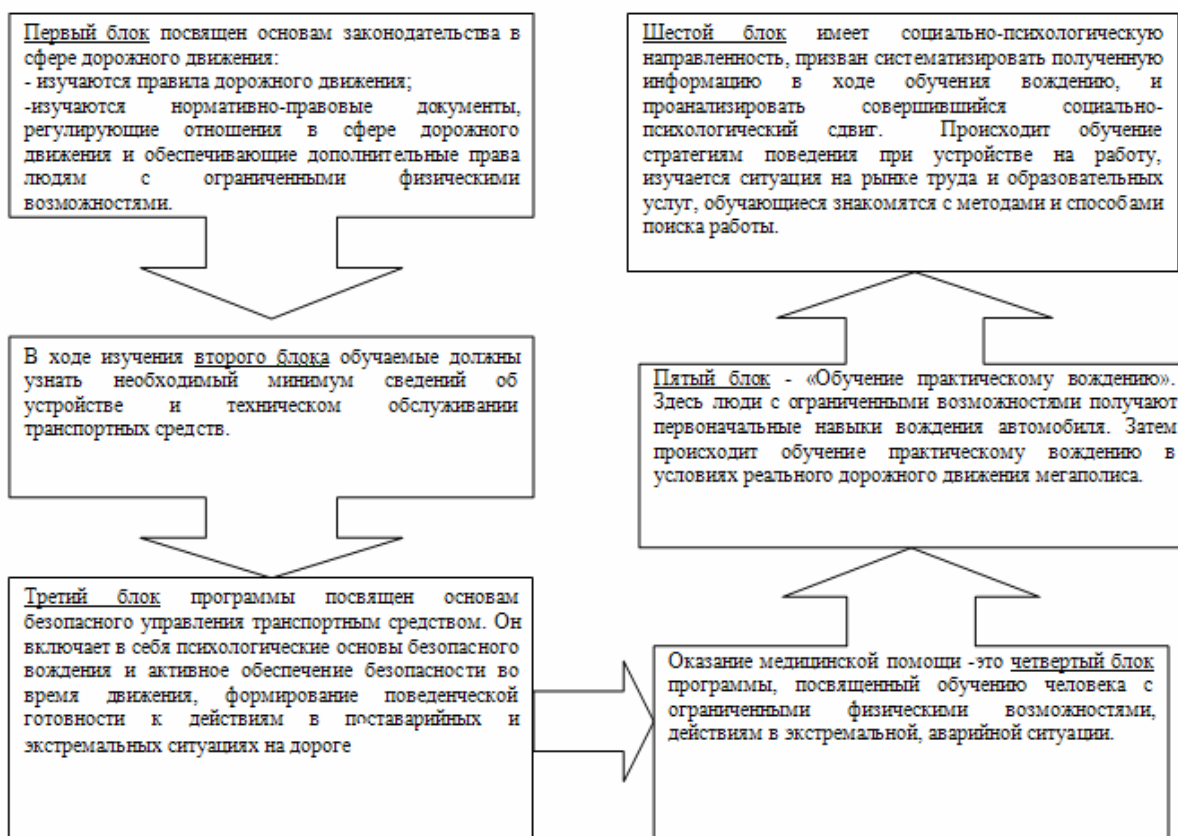 Первый блок посвящен основам законодательства в
сфере дорожного движения:
- изучаются правила дорожного движения;
-изучаются нормативно-правовые документы,
регулирующие отношения в сфере дорожного
движения и обеспечивающие дополнительные права
людям с ограниченными физическими
возможностями.
В ходе изучения второго блока обучаемые должны
узнать необходимый минимум сведений об
устройстве и техническом обслуживании
транспортных средств.
Третий блок программы посвящен основам
безопасного управления транспортным средством. Он
включает в себя психологические основы безопасного
вождения и активное обеспечение безопасности во
время движения, формирование поведенческой
готовности к действиям в поставарийных и
экстремальных ситуациях на дороге
Оказание медицинской помощи -это четвертый блок
программы, посвященный обучению человека с
ограниченными физическими возможностями,
действиям в экстремальной, аварийной ситуации.
Пятый блок - «Обучение практическому вождению».
Здесь люди с ограниченными возможностями получают
первоначальные навыки вождения автомобиля. Затем
происходит обучение практическому вождению в
условиях реального дорожного движения мегаполиса.
Шестой блок имеет социально-психологическую
направленность, призван систематизировать полученную
информацию в ходе обучения вождению, и
проанализировать совершившийся социально-
психологический сдвиг. Происходит обучение
стратегиям поведения при устройстве на работу,
изучается ситуация на рынке труда и образовательных
услуг, обучающиеся знакомятся с методами и способами
поиска работы.